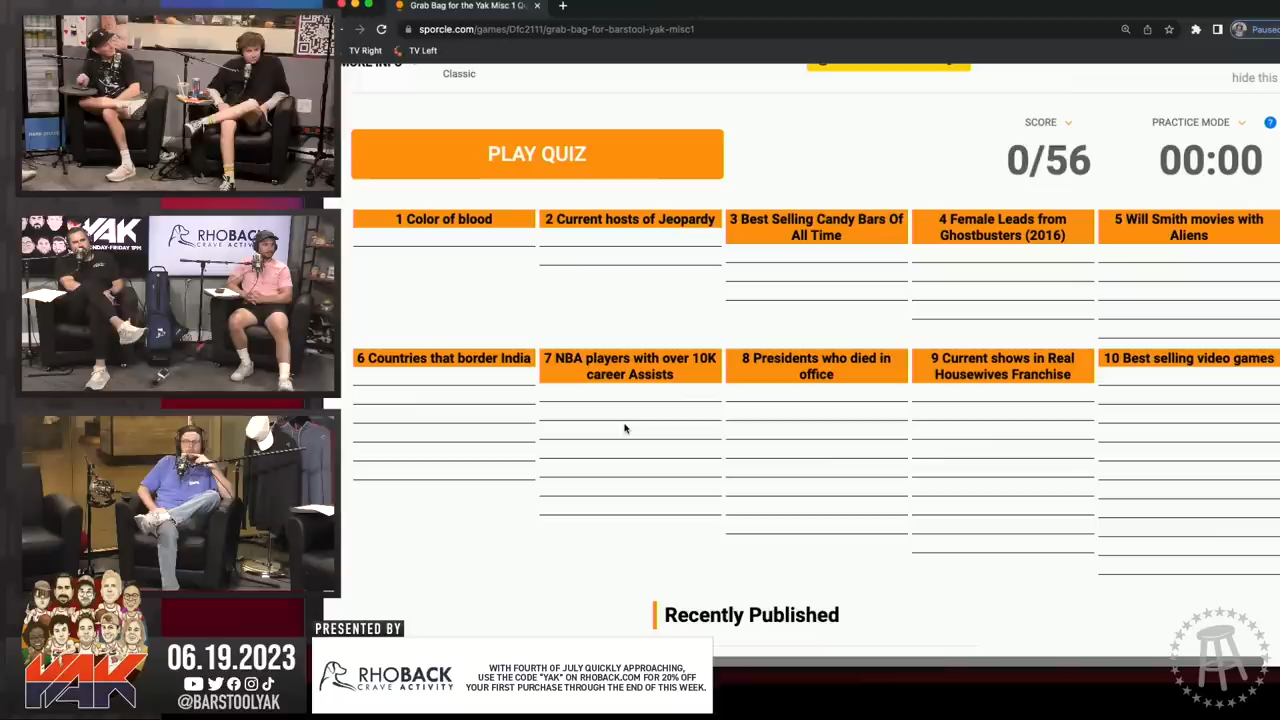 Grab Bag for the Yak Misc 1 Q
sporcle.com/games/Dfc2111/grab-bag-for-barstool-yak-misc1
Paused
TV Right
TV Left
Classic
hide this
PLAY QUIZ
SCORE
PRACTICE MODE
0/56
00:00
1 Color of blood
2 Current hosts of Jeopardy
3 Best Selling Candy Bars Of
All Time
4 Female Leads from
Ghostbusters (2016)
5 Will Smith movies with
Aliens
6 Countries that border India
7 NBA players with over 10K
career Assists
8 Presidents who died in
office
9 Current shows in Real
Housewives Franchise
10 Best selling video games
Recently Published
YAK
MONDAY-FRIDAY 1PM
RHOBACK
CRAVE ACTIVITY
YAK
06.19.2023
@BARSTOOLYAK
PRESENTED BY
RHOBACK
CRAVE ACTIVITY
WITH FOURTH OF JULY QUICKLY APPROACHING,
USE THE CODE "YAK" ON RHOBACK.COM FOR 20% OFF
YOUR FIRST PURCHASE THROUGH THE END OF THIS WEEK.